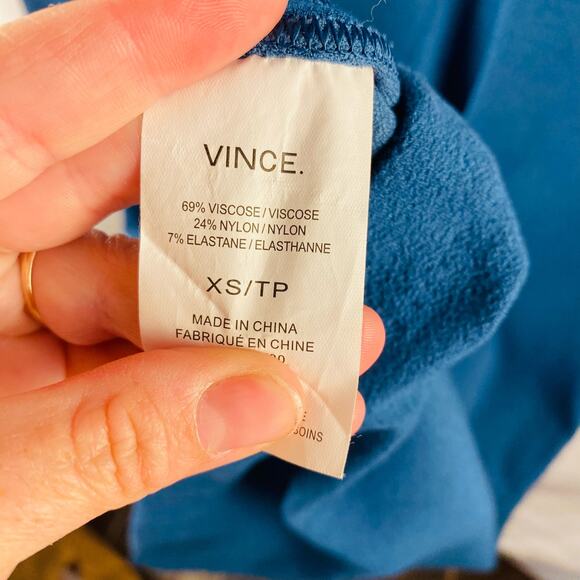 VINCE.
69% VISCOSE/VISCOSE
24% NYLON/NYLON
7% ELASTANE/ELASTHANNE
XS/TP
MADE IN CHINA
FABRIQUÉ EN CHINE